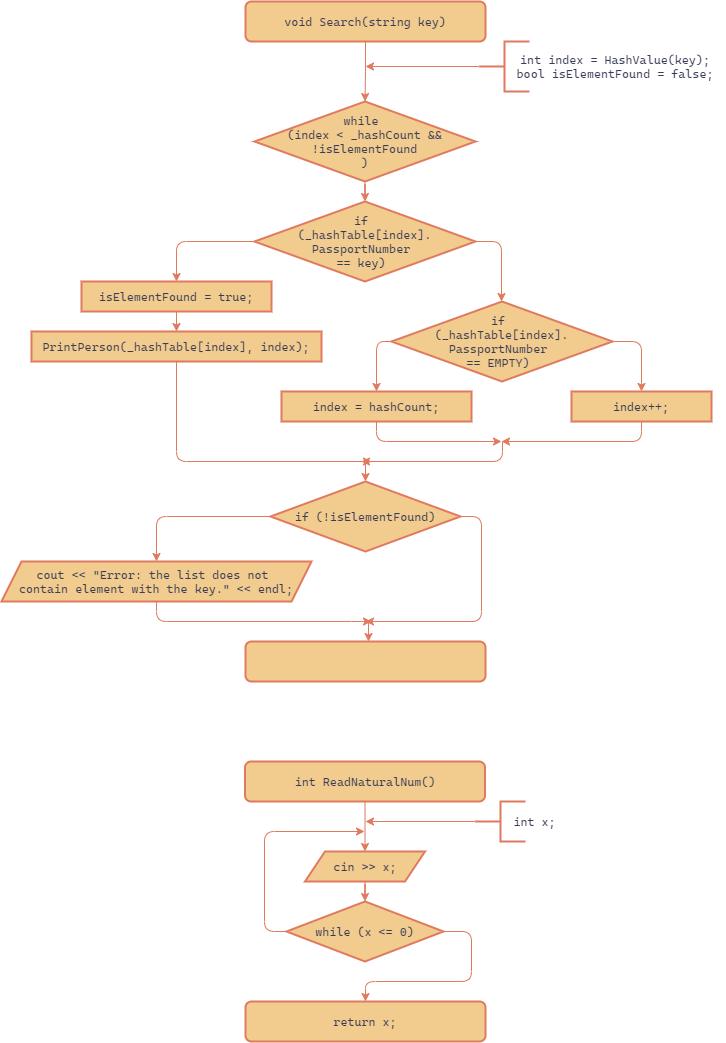 void Search(string key)
int index = HashValue(key);
bool isElementFound = false;
while
(index < _hashCount &&
!isElementFound
)
if
(_hashTable[index].
PassportNumber
== key)
isElementFound = true;
PrintPerson(_hashTable[index], index);
if
(_hashTable[index].
PassportNumber
== EMPTY)
index = hashCount;
index++;
if (!isElementFound)
cout << "Error: the list does not
contain element with the key." << endl;
int ReadNaturalNum()
int x;
cin >> x;
while (x <= 0)
return x;